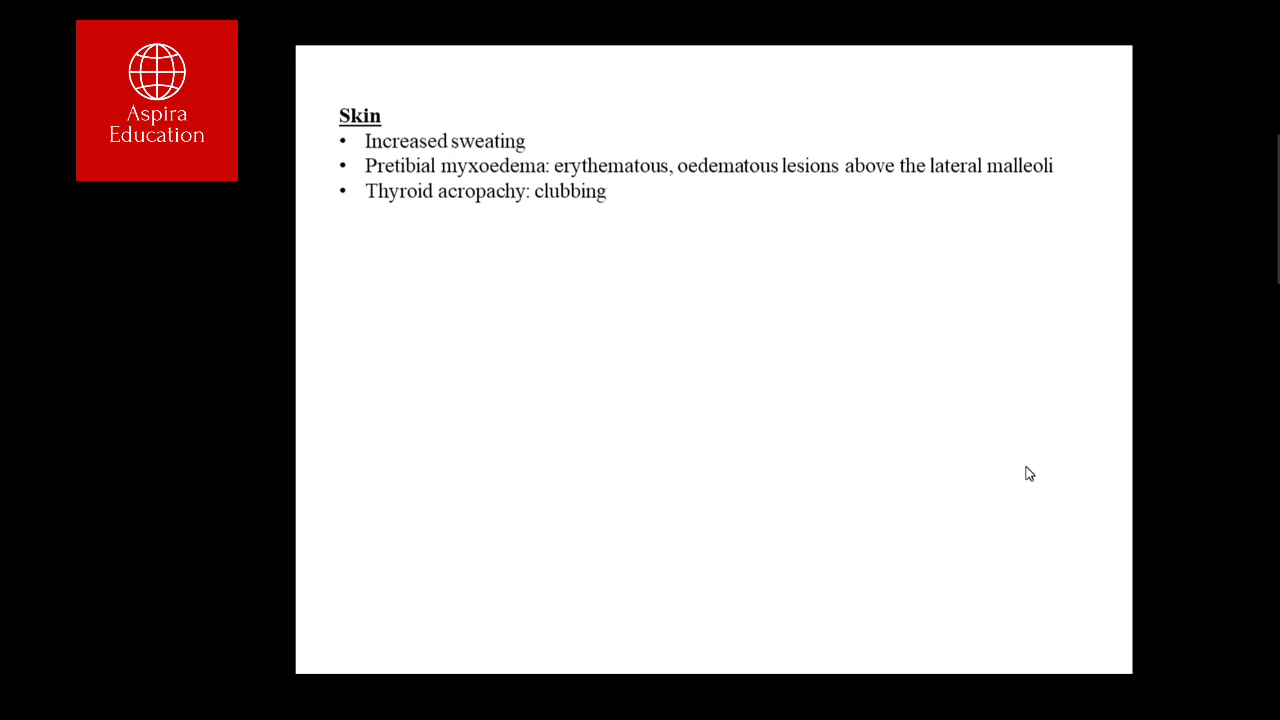 Aspira
Education
Skin
• Increased sweating
• Pretibial myxoedema: erythematous, oedematous lesions above the lateral malleoli
• Thyroid acropachy: clubbing